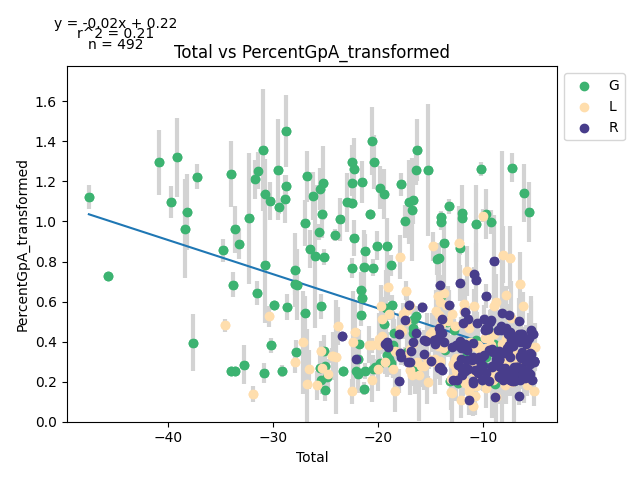 y = -0.02x + 0.22
r^2 = 0.21
n = 492
Total vs PercentGpA_transformed
G
L
R
PercentGpA_transformed
1.6
1.4
1.2
1.0
0.8
0.6
0.4
0.2
0.0
−40
−30
−20
−10
Total